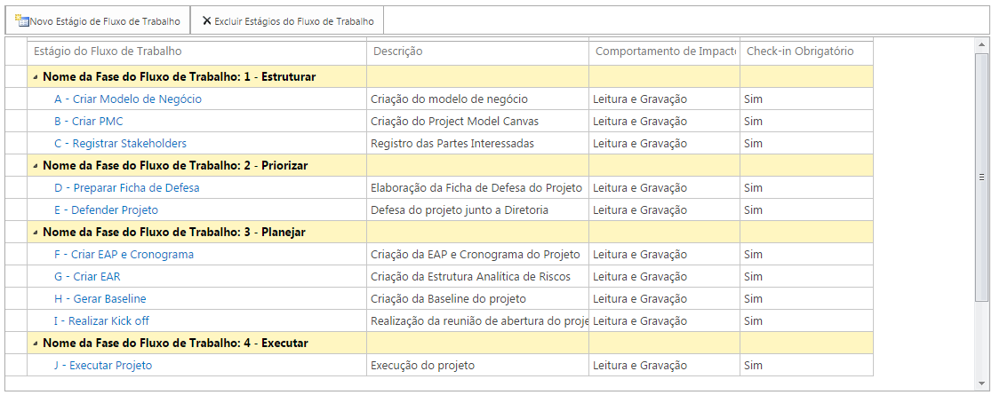 Novo Estágio de Fluxo de Trabalho Excluir Estágios do Fluxo de Trabalho
Estágio do Fluxo de Trabalho Descrição Comportamento de Impacto Check-in Obrigatório
Nome da Fase do Fluxo de Trabalho: 1 - Estruturar
A - Criar Modelo de Negócio Criação do modelo de negócio Leitura e Gravação Sim
B - Criar PMC Criação do Project Model Canvas Leitura e Gravação Sim
C - Registrar Stakeholders Registro das Partes Interessadas Leitura e Gravação Sim
Nome da Fase do Fluxo de Trabalho: 2 - Priorizar
D - Preparar Ficha de Defesa Elaboração da Ficha de Defesa do Projeto Leitura e Gravação Sim
E - Defender Projeto Defesa do projeto junto a Diretoria Leitura e Gravação Sim
Nome da Fase do Fluxo de Trabalho: 3 - Planejar
F - Criar EAP e Cronograma Criação da EAP e Cronograma do Projeto Leitura e Gravação Sim
G - Criar EAR Criação da Estrutura Analítica de Riscos Leitura e Gravação Sim
H - Gerar Baseline Criação da Baseline do projeto Leitura e Gravação Sim
I - Realizar Kick off Realização da reunião de abertura do proje Leitura e Gravação Sim
Nome da Fase do Fluxo de Trabalho: 4 - Executar
J - Executar Projeto Execução do projeto Leitura e Gravação Sim